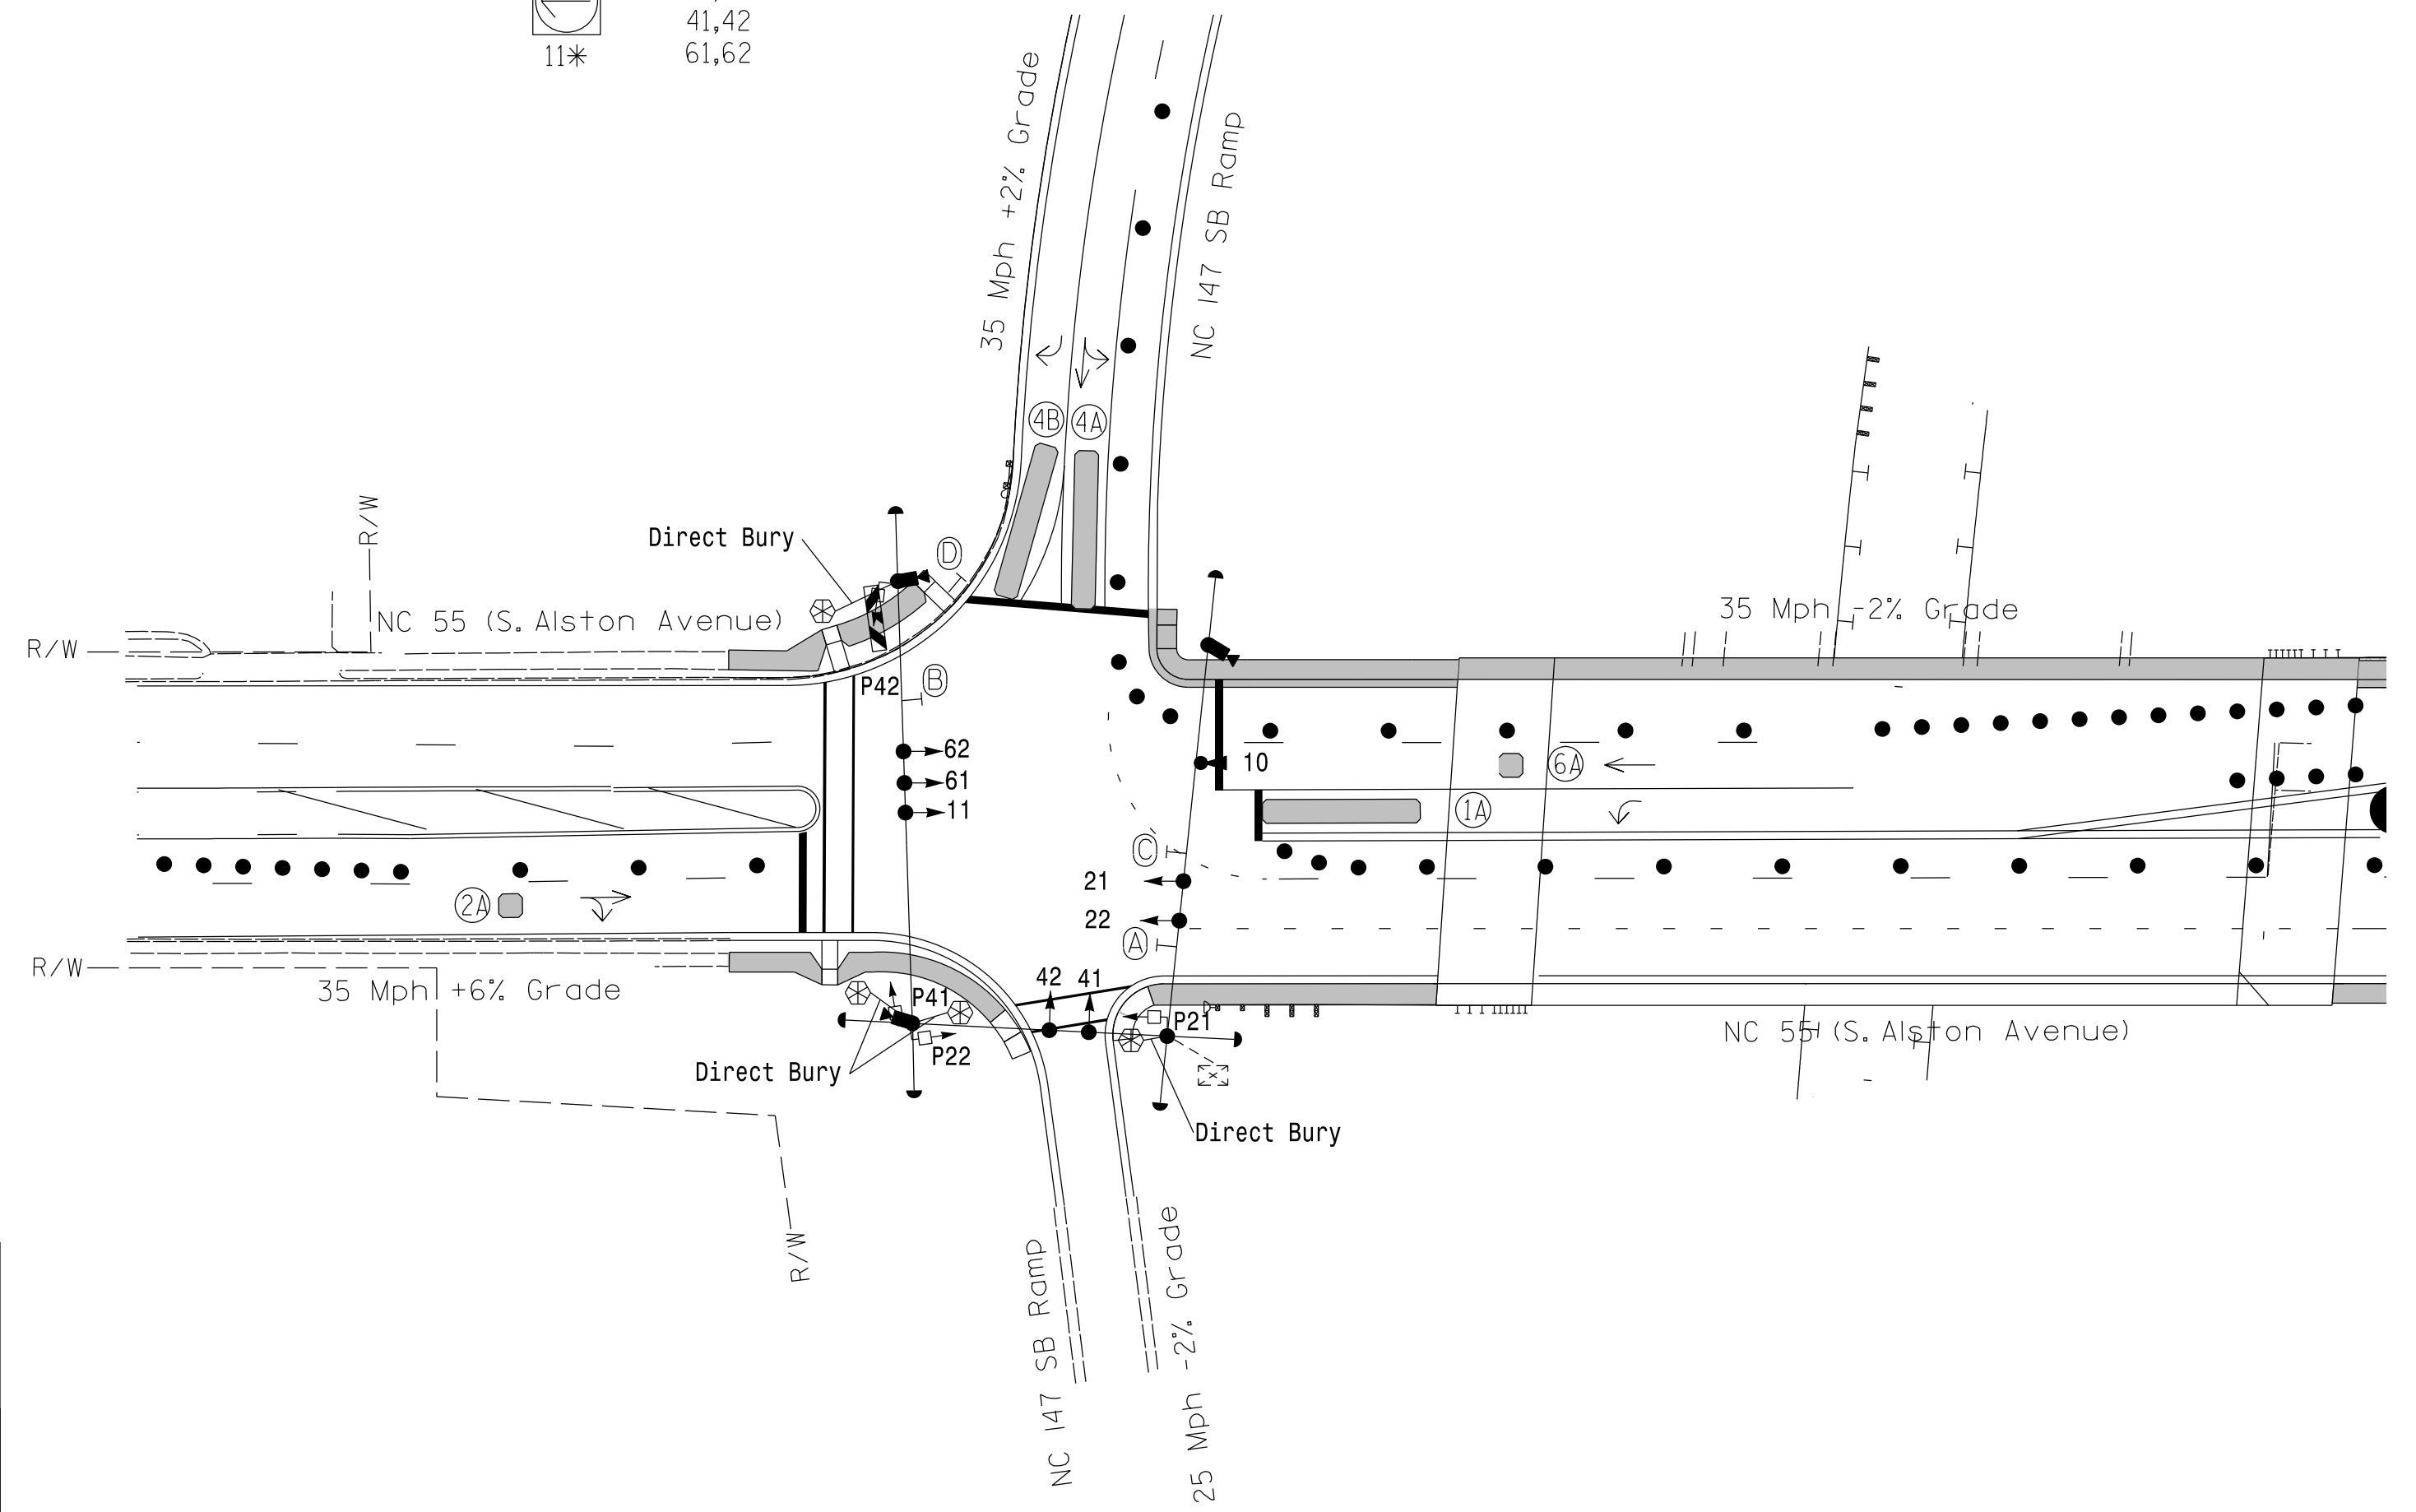 41,42
11* 61,62
35 Mph +2% Grade
NC 147 SB Ramp
4B 4A
R/W
Direct Bury
D
NC 55 (S. Alston Avenue)
35 Mph -2% Grade
R/W
P42
B
62
10
6A
61
11
1A
C
21
2A
22
A
R/W
42 41
35 Mph +6% Grade
P41
P21
NC 55 (S. Alston Avenue)
P22
Direct Bury
Direct Bury
R/W
NC 147 SB Ramp
25 Mph -2% Grade